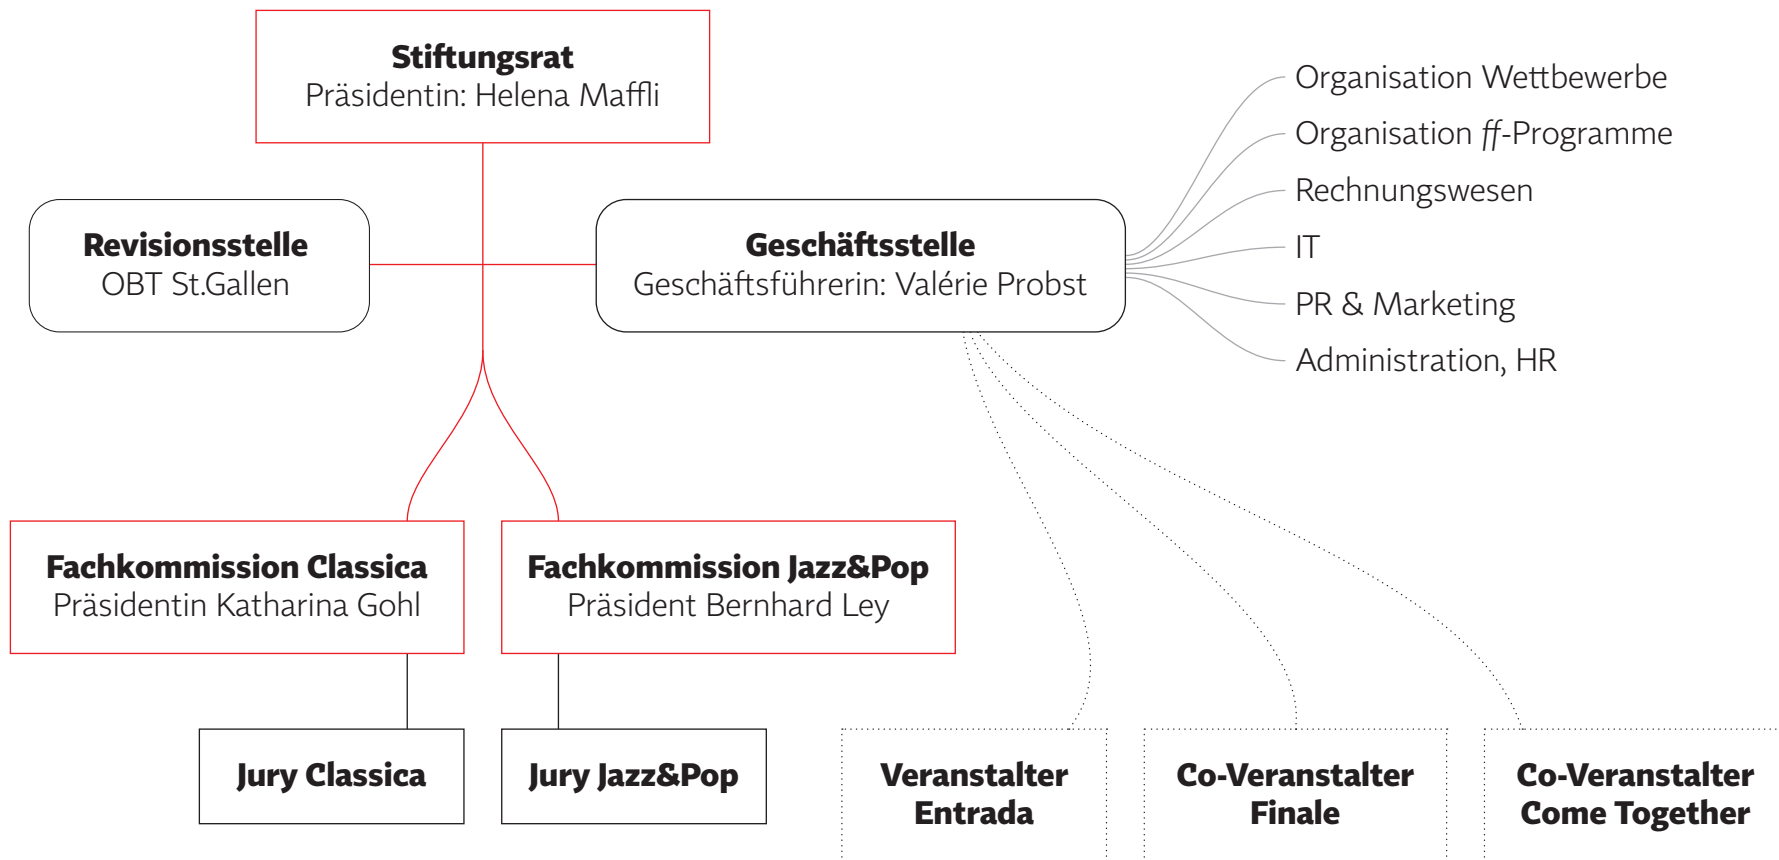 Stiftungsrat
Präsidentin: Helena Maffli
Organisation Wettbewerbe
Organisation ff-Programme
Rechnungswesen
IT
PR & Marketing
Administration, HR
Revisionsstelle
OBT St.Gallen
Geschäftsstelle
Geschäftsführerin: Valérie Probst
Fachkommission Classica
Präsidentin Katharina Gohl
Fachkommission Jazz&Pop
Präsident Bernhard Ley
Jury Classica
Jury Jazz&Pop
Veranstalter
Entrada
Co-Veranstalter
Finale
Co-Veranstalter
Come Together